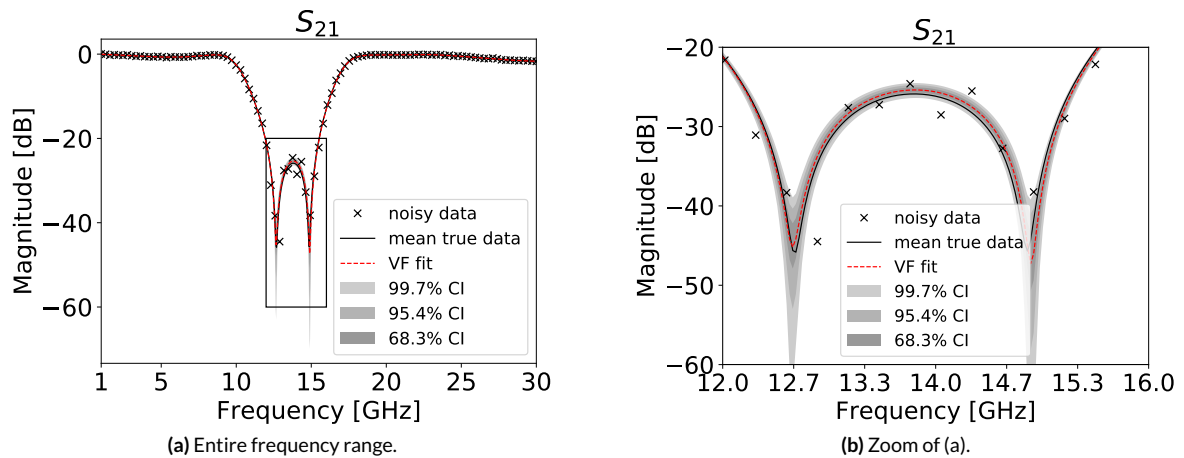 S21
0
−20
−40
−60
Magnitude [dB]
noisy data
mean true data
VF fit
99.7% CI
95.4% CI
68.3% CI
1 5 10 15 20 25 30
Frequency [GHz]
(a) Entire frequency range.
S21
−20
−30
−40
−50
−60
Magnitude [dB]
noisy data
mean true data
VF fit
99.7% CI
95.4% CI
68.3% CI
12.0 12.7 13.3 14.0 14.7 15.3 16.0
Frequency [GHz]
(b) Zoom of (a).